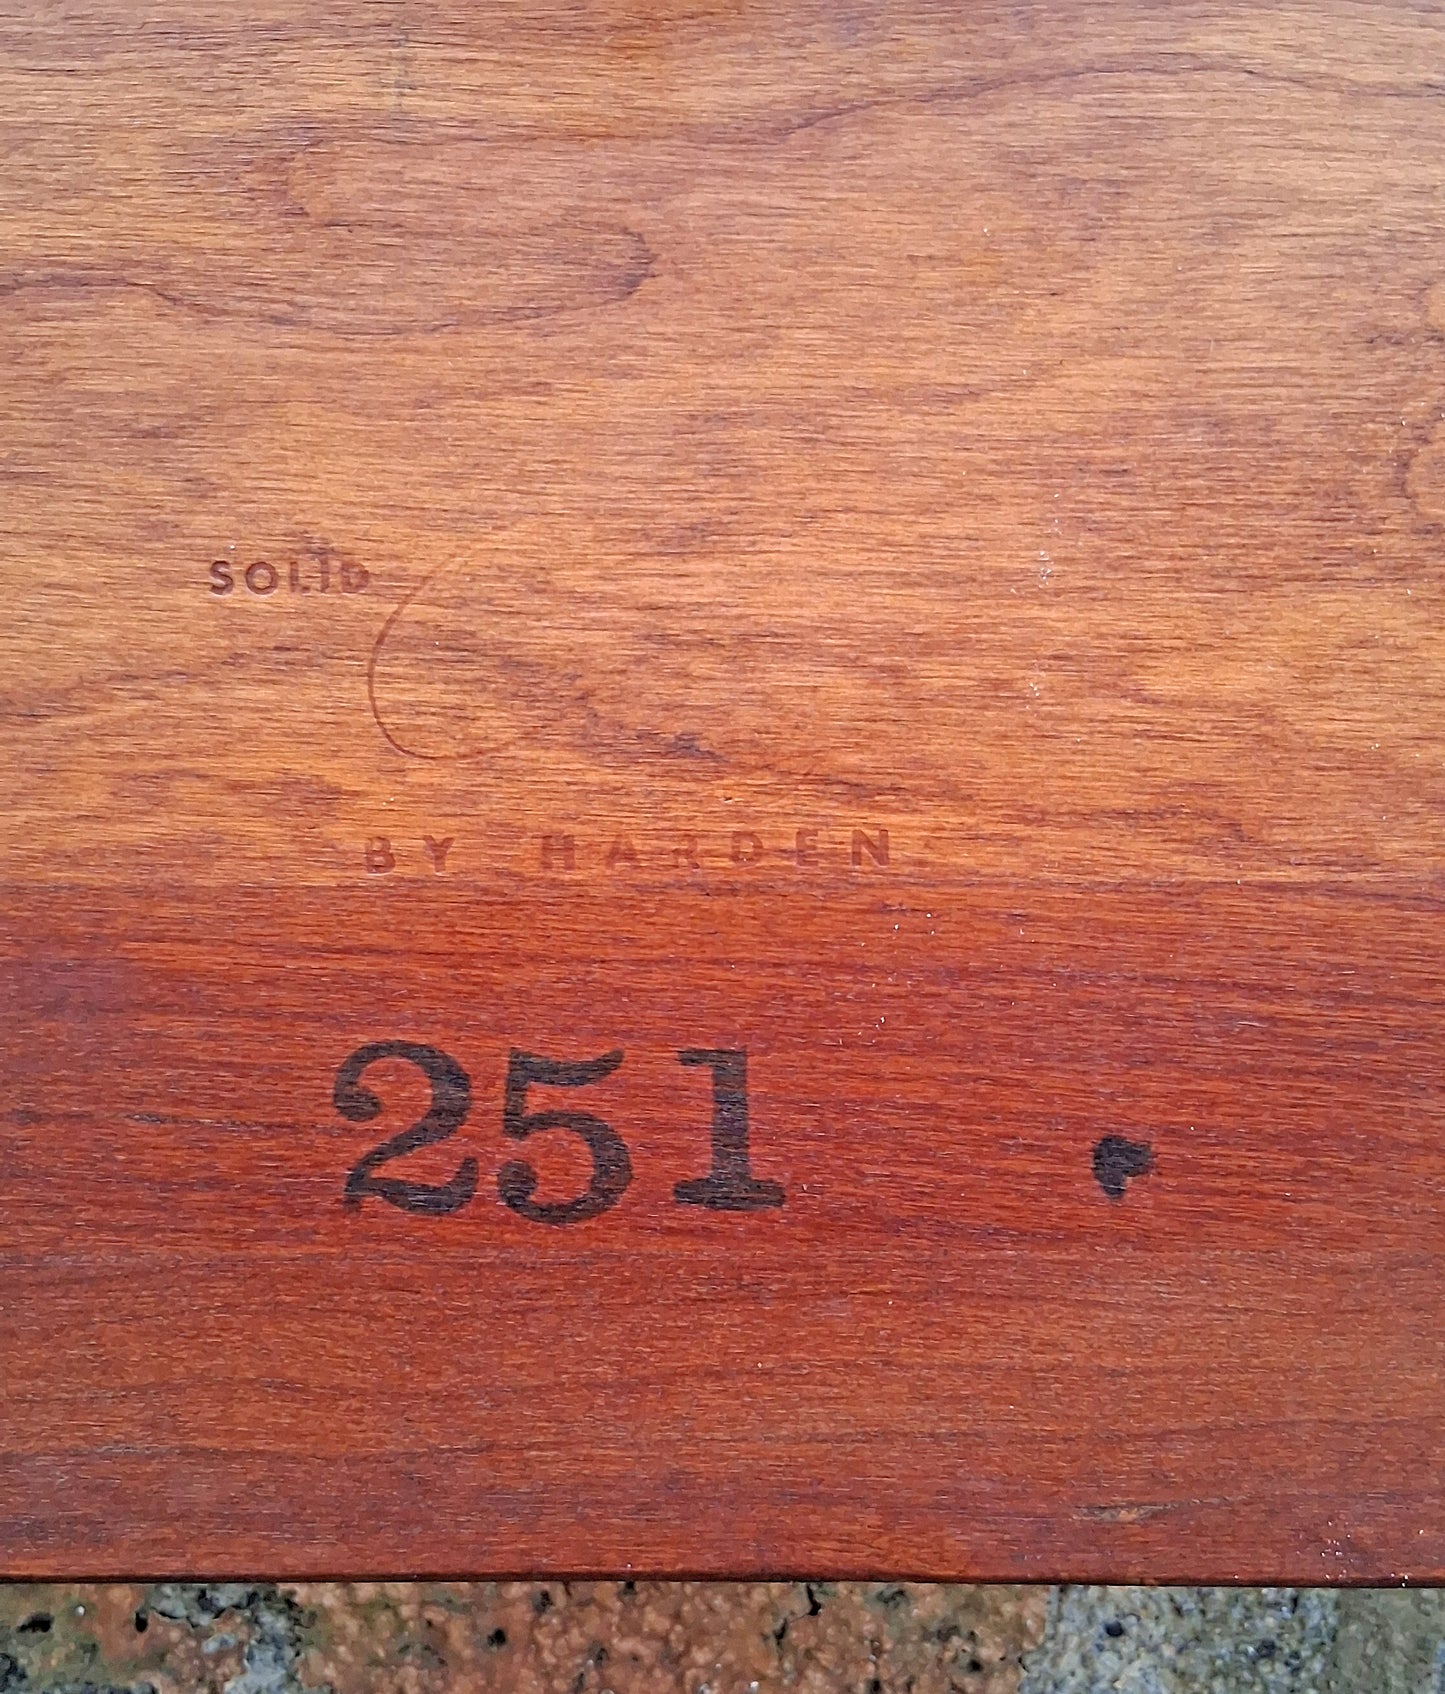 SOLID C
BY HARDEN
251